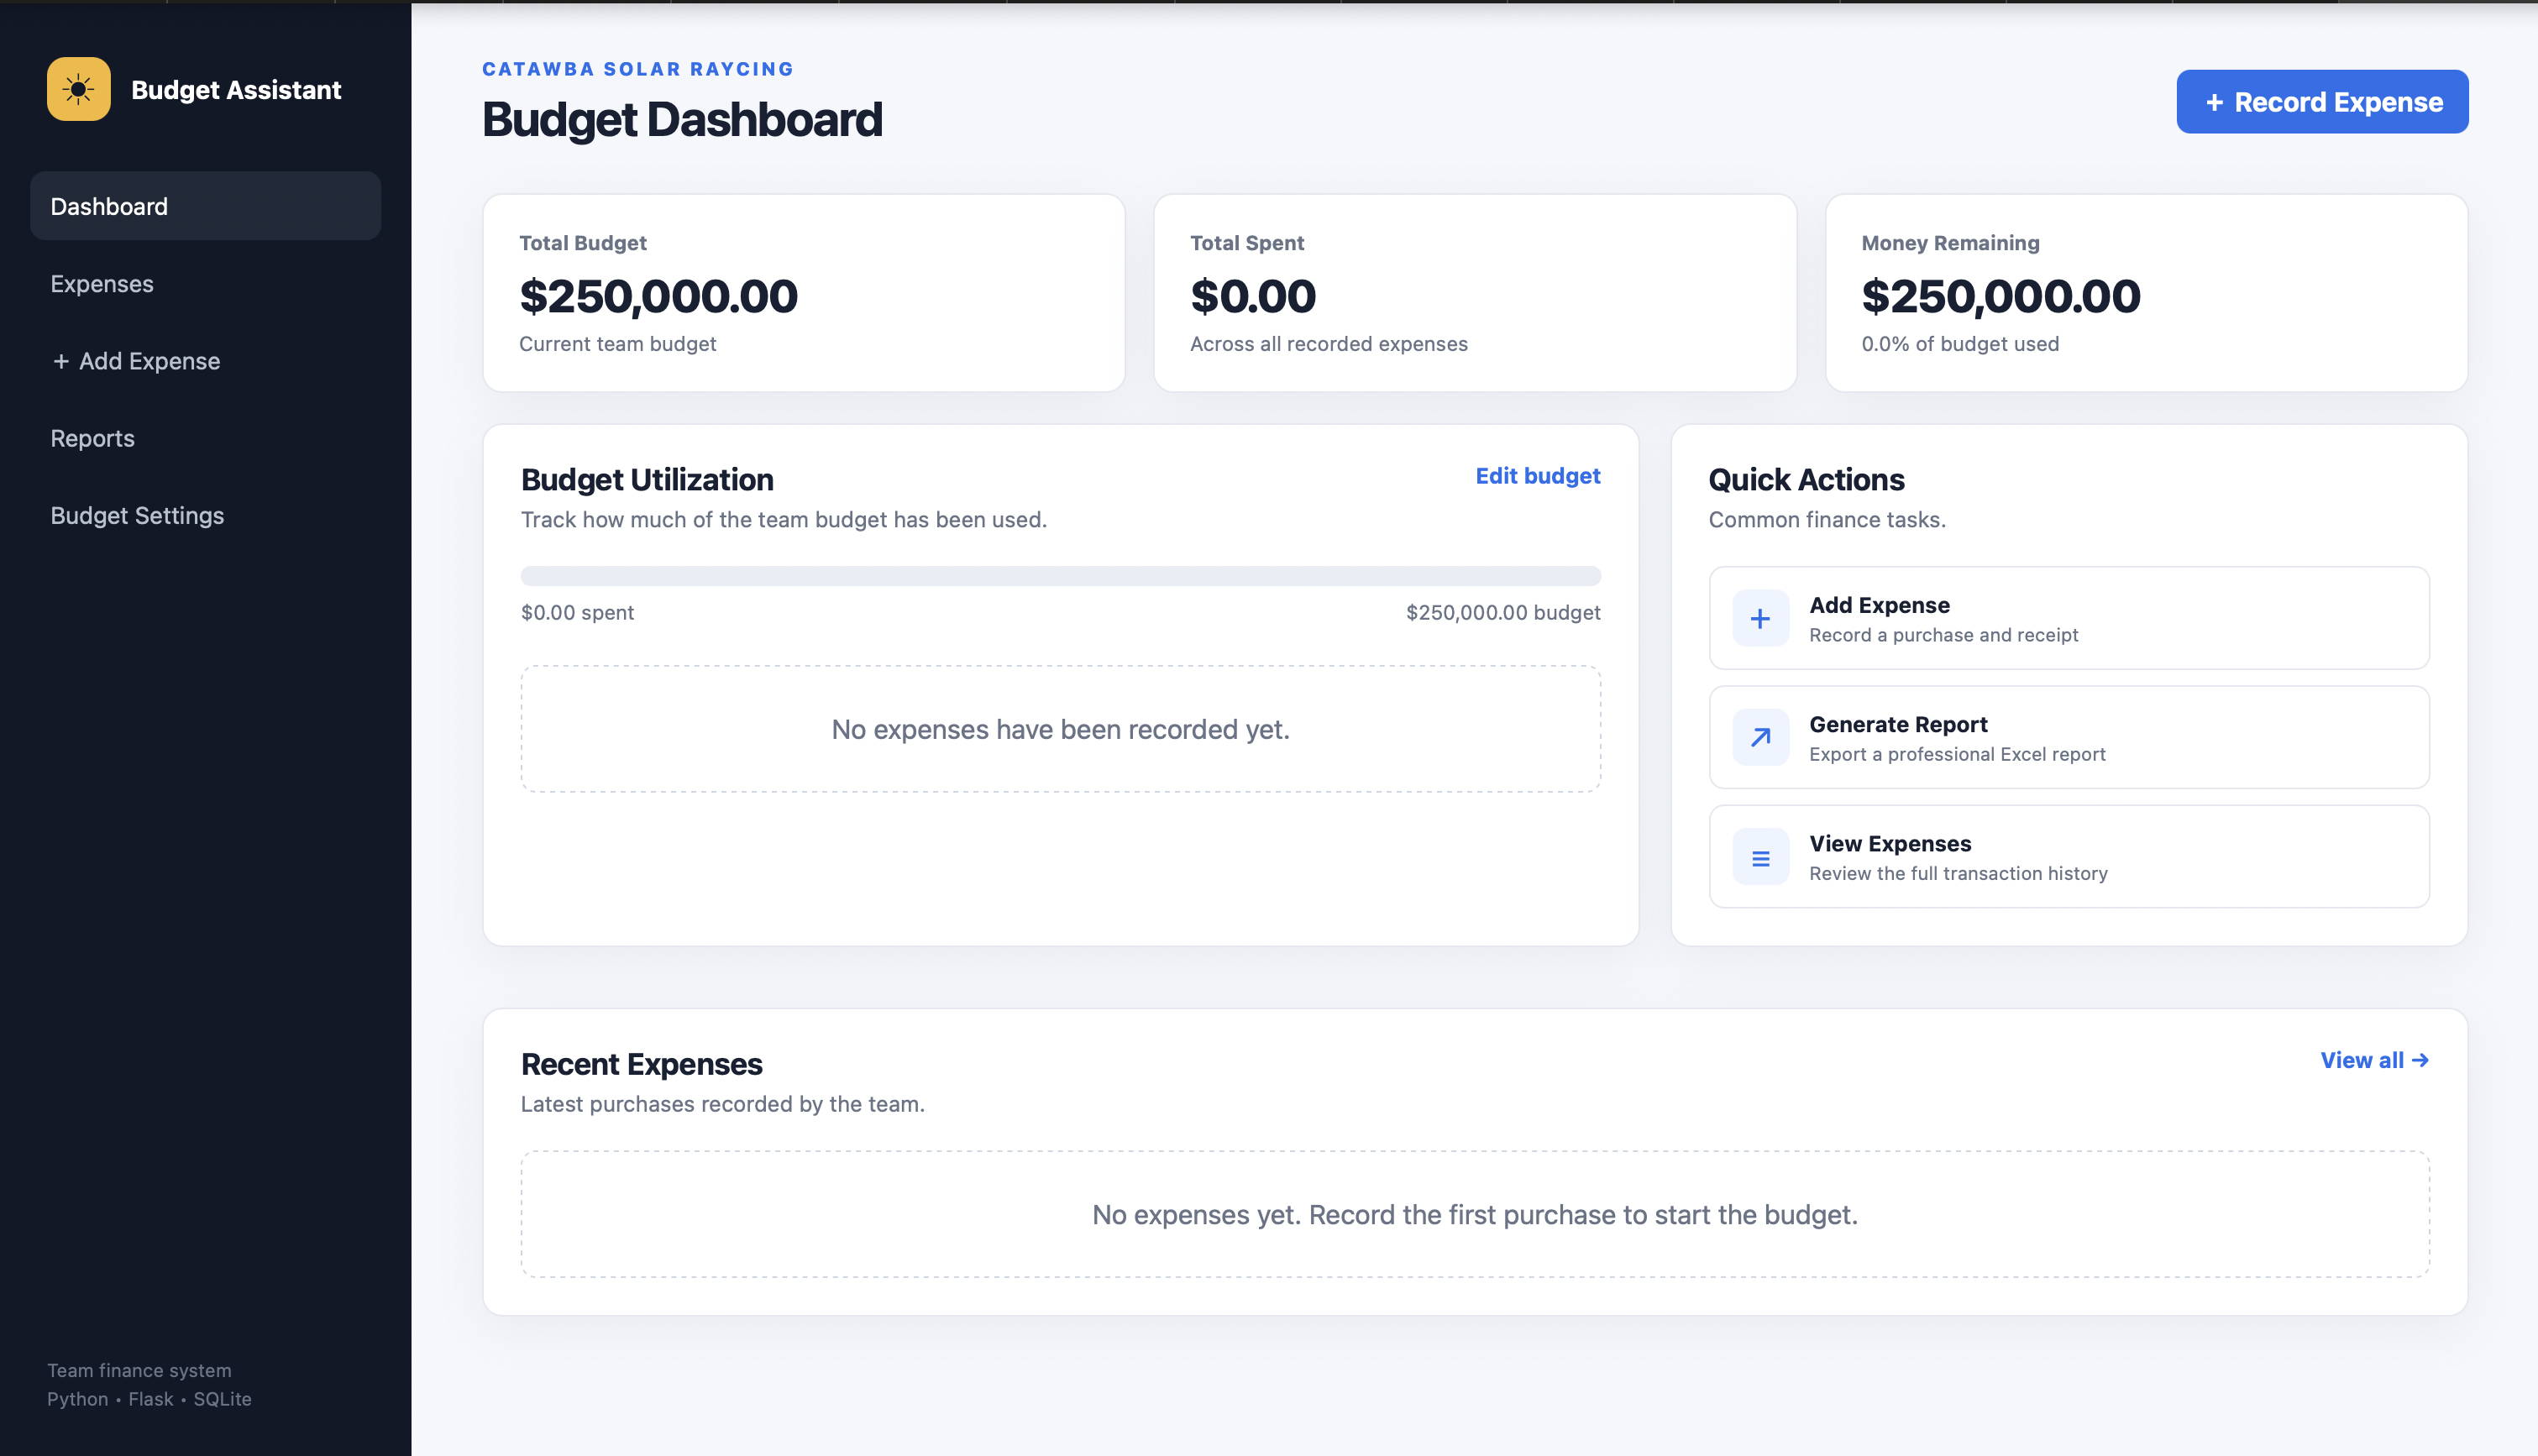 Budget Assistant
Dashboard
Expenses
+ Add Expense
Reports
Budget Settings
Team finance system
Python • Flask • SQLite
CATAWBA SOLAR RAYCING
Budget Dashboard
+ Record Expense
Total Budget
$250,000.00
Current team budget
Total Spent
$0.00
Across all recorded expenses
Money Remaining
$250,000.00
0.0% of budget used
Budget Utilization
Edit budget
Track how much of the team budget has been used.
$0.00 spent
$250,000.00 budget
No expenses have been recorded yet.
Quick Actions
Common finance tasks.
Add Expense
Record a purchase and receipt
Generate Report
Export a professional Excel report
View Expenses
Review the full transaction history
Recent Expenses
View all →
Latest purchases recorded by the team.
No expenses yet. Record the first purchase to start the budget.